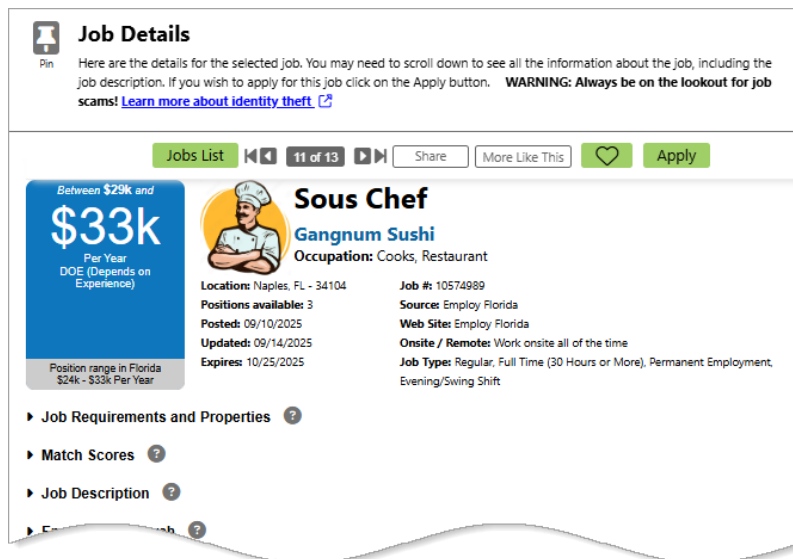 Job Details
Pin
Here are the details for the selected job. You may need to scroll down to see all the information about the job, including the
job description. If you wish to apply for this job click on the Apply button. WARNING: Always be on the lookout for job
scams! Learn more about identity theft
Jobs List
11 of 13
Share
More Like This
Apply
Between $29k and
$33k
Per Year
DOE (Depends on
Experience)
Position range in Florida
$24k - $33k Per Year
Sous Chef
Gangnum Sushi
Occupation: Cooks, Restaurant
Location: Naples, FL - 34104
Positions available: 3
Posted: 09/10/2025
Updated: 09/14/2025
Expires: 10/25/2025
Job #: 10574989
Source: Employ Florida
Web Site: Employ Florida
Onsite / Remote: Work onsite all of the time
Job Type: Regular, Full Time (30 Hours or More), Permanent Employment,
Evening/Swing Shift
Job Requirements and Properties ?
Match Scores ?
Job Description ?
?